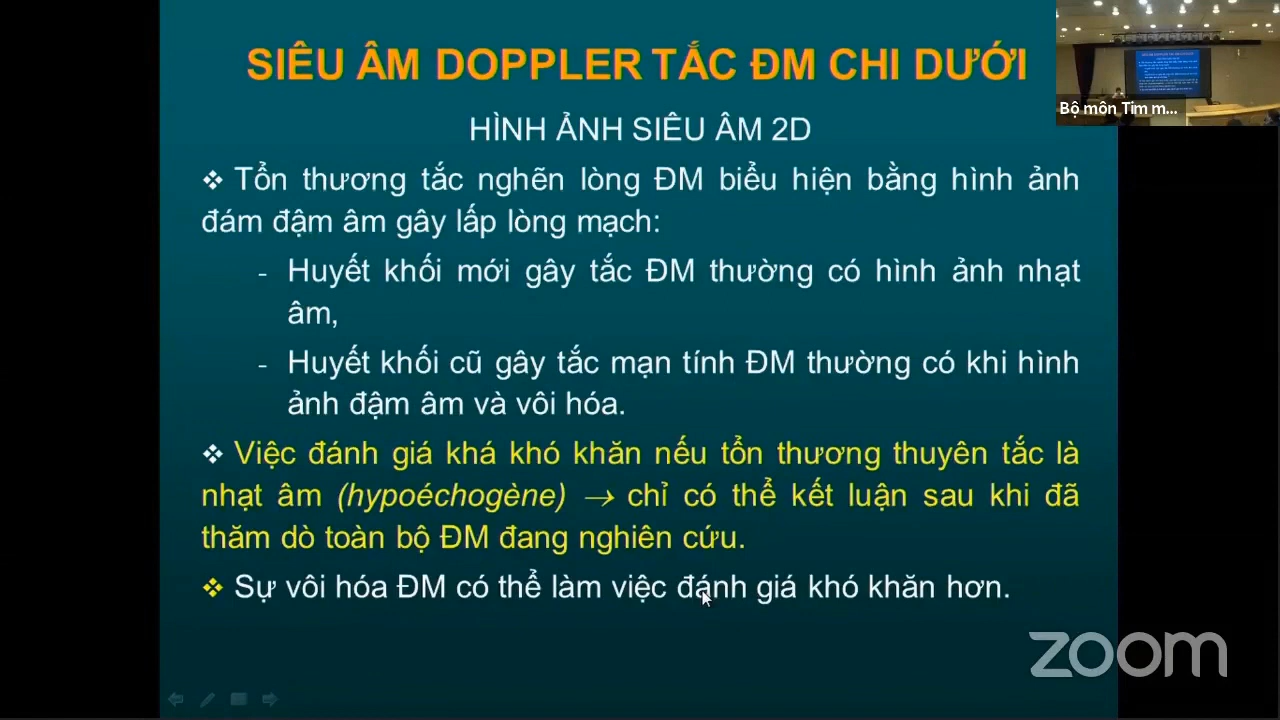 SIÊU ÂM DOPPLER TẮC ĐM CHI DƯỚI
Bộ môn Tim m...
HÌNH ẢNH SIÊU ÂM 2D
❖ Tổn thương tắc nghẽn lòng ĐM biểu hiện bằng hình ảnh
đám đậm âm gây lấp lòng mạch:
- Huyết khối mới gây tắc ĐM thường có hình ảnh nhạt
âm,
- Huyết khối cũ gây tắc mạn tính ĐM thường có khi hình
ảnh đậm âm và vôi hóa.
❖ Việc đánh giá khá khó khăn nếu tổn thương thuyên tắc là
nhạt âm (hypoéchogène) → chỉ có thể kết luận sau khi đã
thăm dò toàn bộ ĐM đang nghiên cứu.
❖ Sự vôi hóa ĐM có thể làm việc đánh giá khó khăn hơn.
zoom